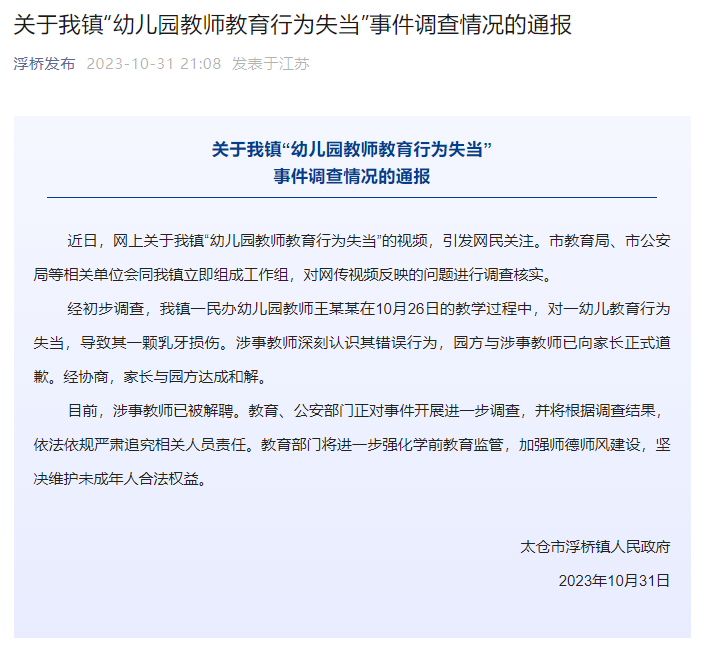 关于我镇“幼儿园教师教育行为失当”事件调查情况的通报
浮桥发布 2023-10-31 21:08 发表于江苏
关于我镇“幼儿园教师教育行为失当”
事件调查情况的通报
近日，网上关于我镇“幼儿园教师教育行为失当”的视频，引发网民关注。市教育局、市公安
局等相关单位会同我镇立即组成工作组，对网传视频反映的问题进行调查核实。
经初步调查，我镇一民办幼儿园教师王某某在10月26日的教学过程中，对一幼儿教育行为
失当，导致其一颗乳牙损伤。涉事教师深刻认识其错误行为，园方与涉事教师已向家长正式道
歉。经协商，家长与园方达成和解。
目前，涉事教师已被解聘。教育、公安部门正对事件开展进一步调查，并将根据调查结果，
依法依规严肃追究相关人员责任。教育部门将进一步强化学前教育监管，加强师德师风建设，坚
决维护未成年人合法权益。
太仓市浮桥镇人民政府
2023年10月31日